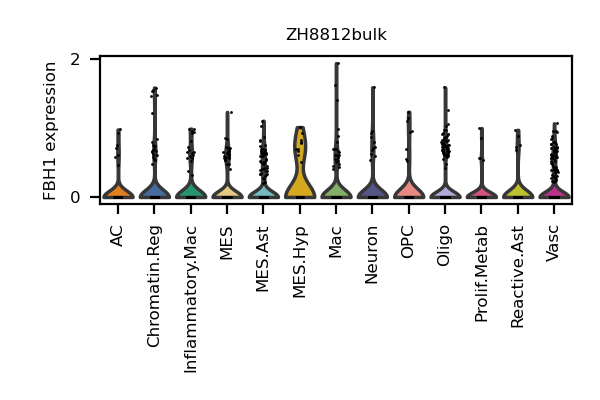 ZH8812bulk
FBH1 expression
2
0
AC
Chromatin.Reg
Inflammatory.Mac
MES
MES.Ast
MES.Hyp
Mac
Neuron
OPC
Oligo
Prolif.Metab
Reactive.Ast
Vasc